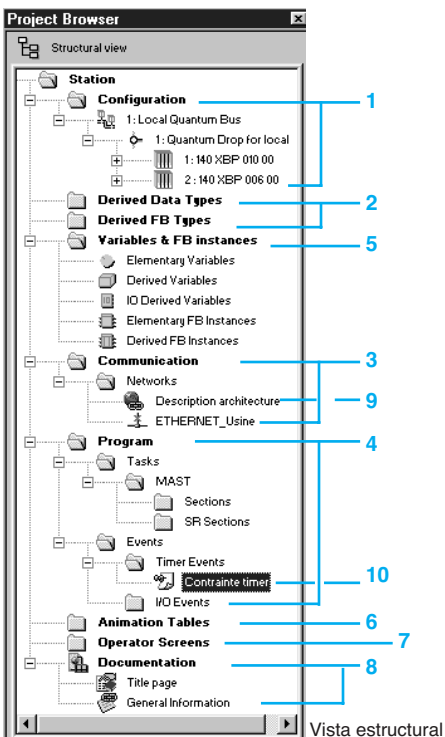 Project Browser
Structural view
Station
Configuration 1
1: Local Quantum Bus
1: Quantum Drop for local
1: 140 XBP 010 00
2: 140 XBP 006 00
Derived Data Types 2
Derived FB Types
Variables & FB instances 5
Elementary Variables
Derived Variables
IO Derived Variables
Elementary FB Instances
Derived FB Instances
Communication 3
Networks
Description architecture 9
ETHERNET_Usine
Program 4
Tasks
MAST
Sections
SR Sections
Events
Timer Events
Contrainte timer 10
I/O Events
Animation Tables 6
Operator Screens 7
Documentation 8
Title page
General Information
Vista estructural